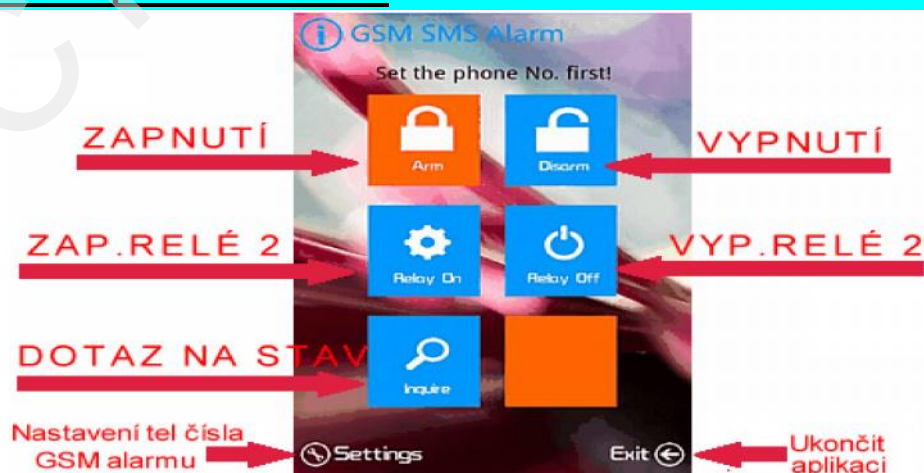 GSM SMS Alarm
Set the phone No. first!
ZAPNUTÍ
Arm
Disarm
VYPNUTÍ
ZAP.RELÉ 2
Relay On
Relay Off
VYP.RELÉ 2
DOTAZ NA STAV
Inquire
Nastavení tel čísla
GSM alarmu
Settings
Exit
Ukončit
aplikaci